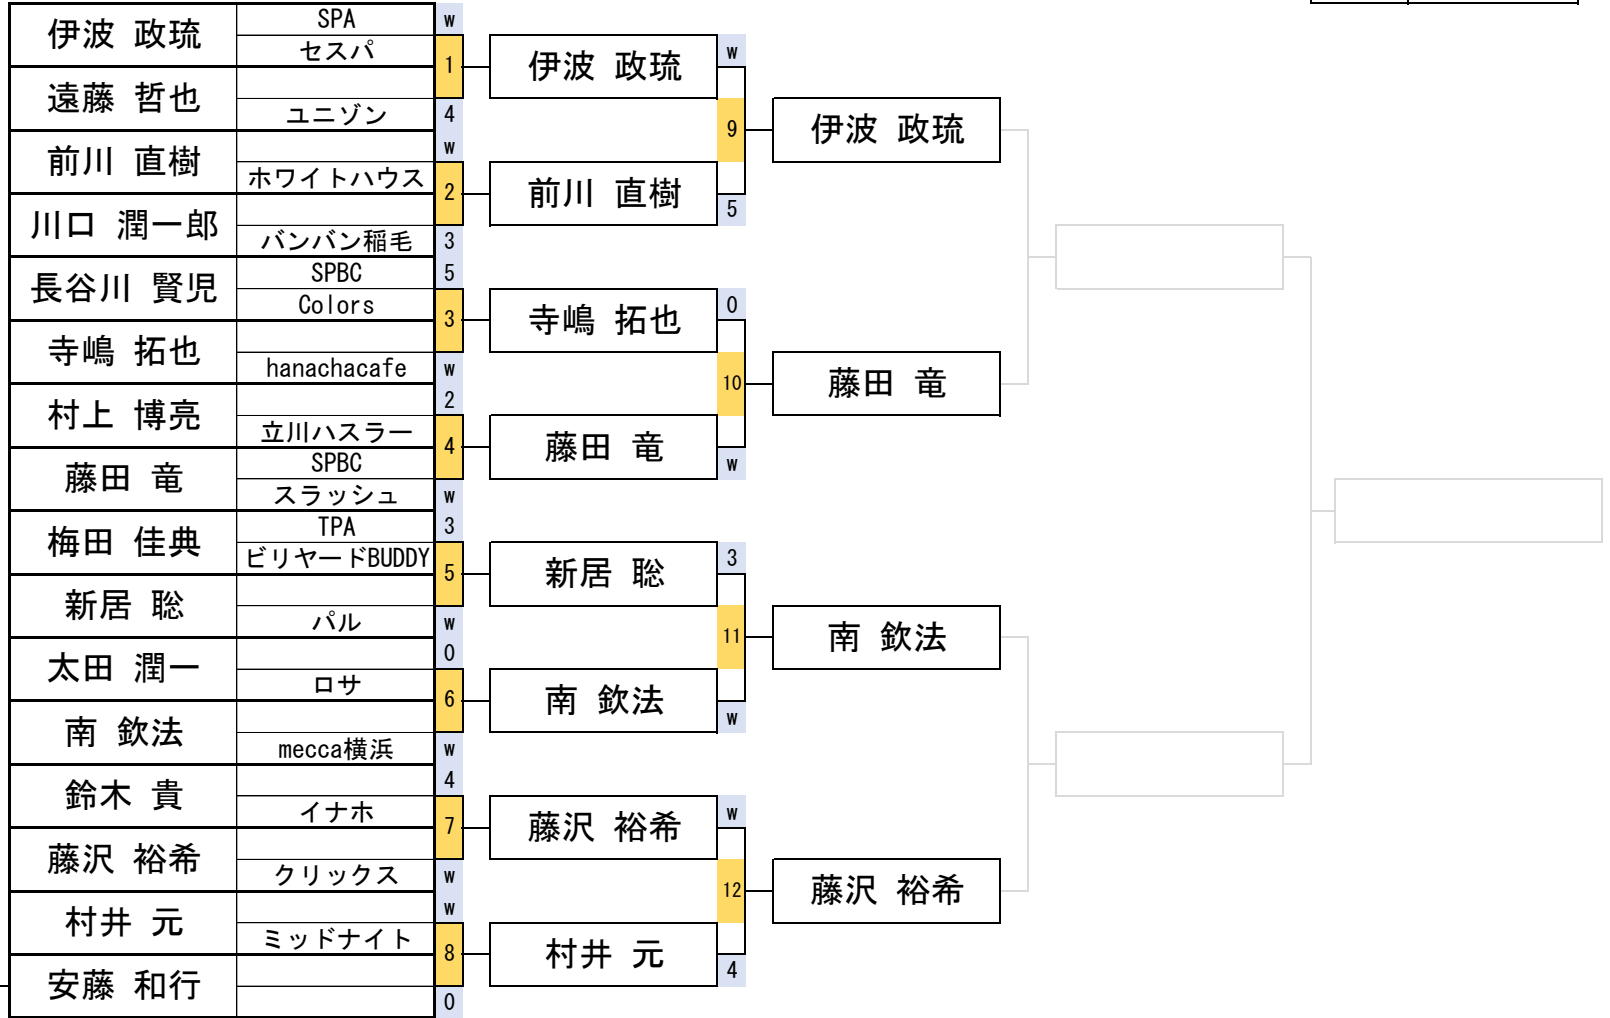 伊波 政琉
SPA
セスパ
w
1
遠藤 哲也
ユニゾン
4
前川 直樹
ホワイトハウス
w
2
川口 潤一郎
バンバン稲毛
3
長谷川 賢児
SPBC
Colors
5
3
寺嶋 拓也
hanachacafe
w
村上 博亮
立川ハスラー
2
4
藤田 竜
SPBC
スラッシュ
w
梅田 佳典
TPA
ビリヤードBUDDY
3
5
新居 聡
パル
w
太田 潤一
ロサ
0
6
南 欽法
mecca横浜
w
鈴木 貴
イナホ
4
7
藤沢 裕希
クリックス
w
村井 元
ミッドナイト
w
8
安藤 和行
0
伊波 政琉
w
9
前川 直樹
5
寺嶋 拓也
0
10
藤田 竜
w
新居 聡
3
11
南 欽法
w
藤沢 裕希
w
12
村井 元
4
伊波 政琉
藤田 竜
南 欽法
藤沢 裕希